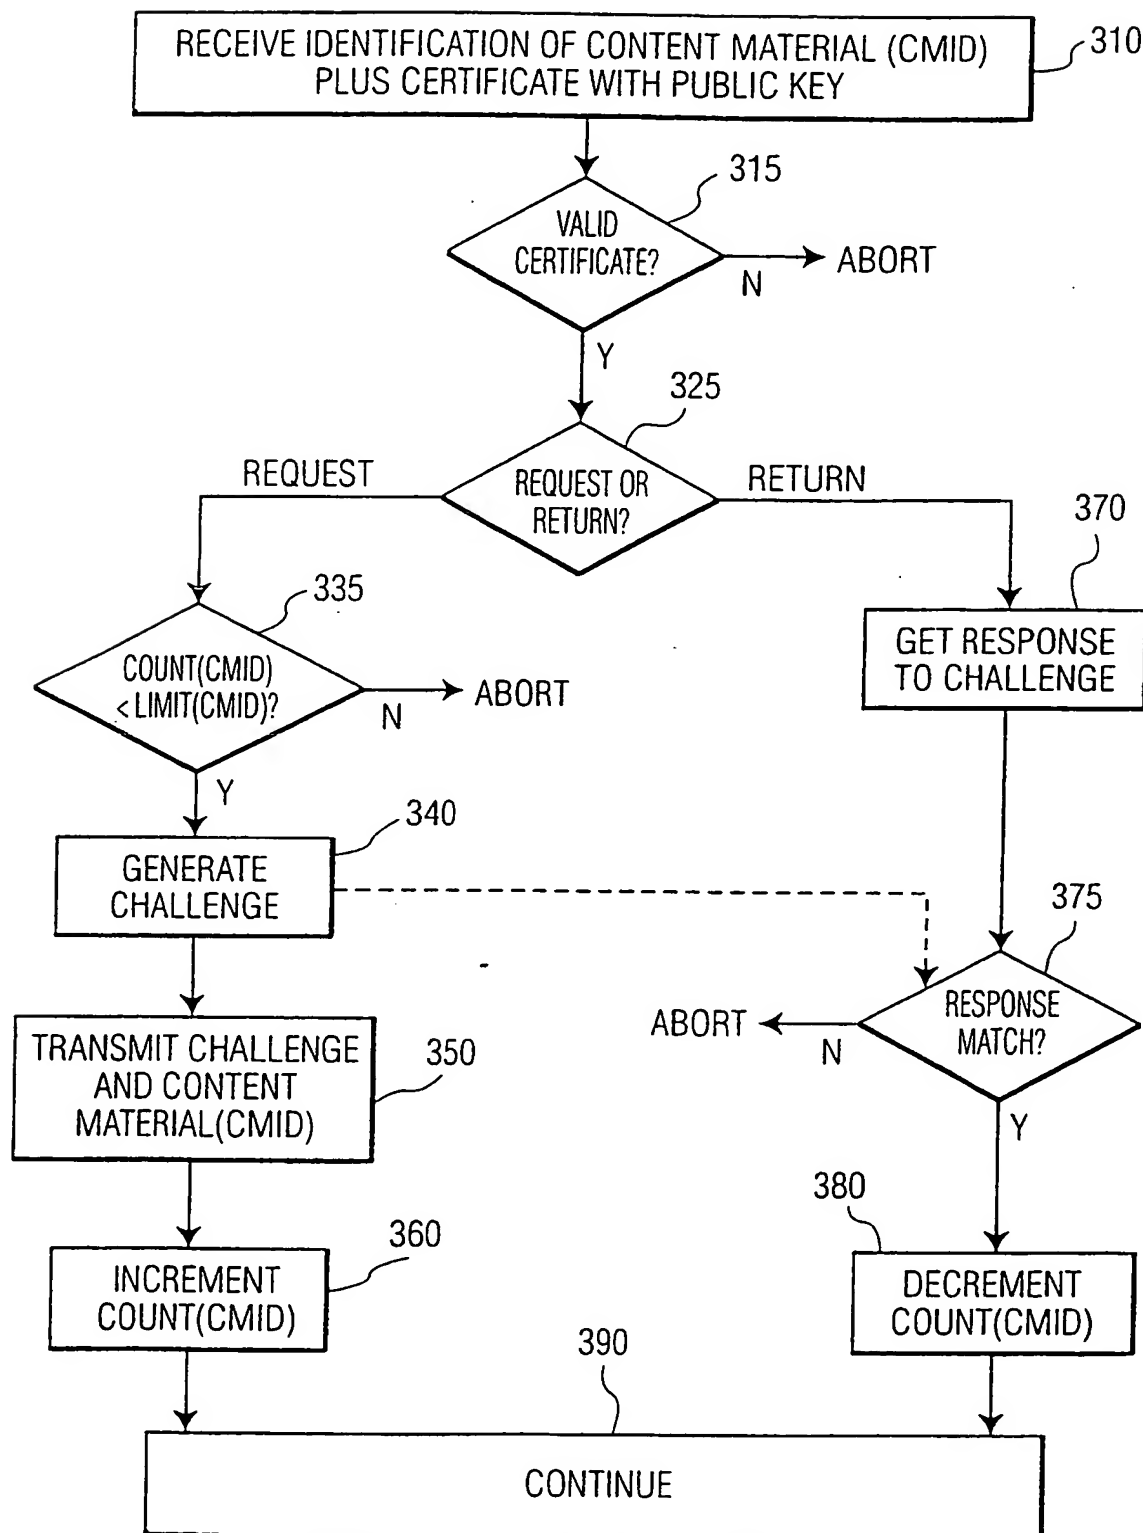 RECEIVE IDENTIFICATION OF CONTENT MATERIAL (CMID)
PLUS CERTIFICATE WITH PUBLIC KEY
310
315
VALID
CERTIFICATE?
N
ABORT
Y
325
REQUEST
REQUEST OR
RETURN?
RETURN
370
335
COUNT(CMID)
< LIMIT(CMID)?
N
ABORT
GET RESPONSE
TO CHALLENGE
Y
340
GENERATE
CHALLENGE
375
RESPONSE
MATCH?
ABORT
N
TRANSMIT CHALLENGE
AND CONTENT
MATERIAL(CMID)
350
Y
380
360
INCREMENT
COUNT(CMID)
DECREMENT
COUNT(CMID)
390
CONTINUE